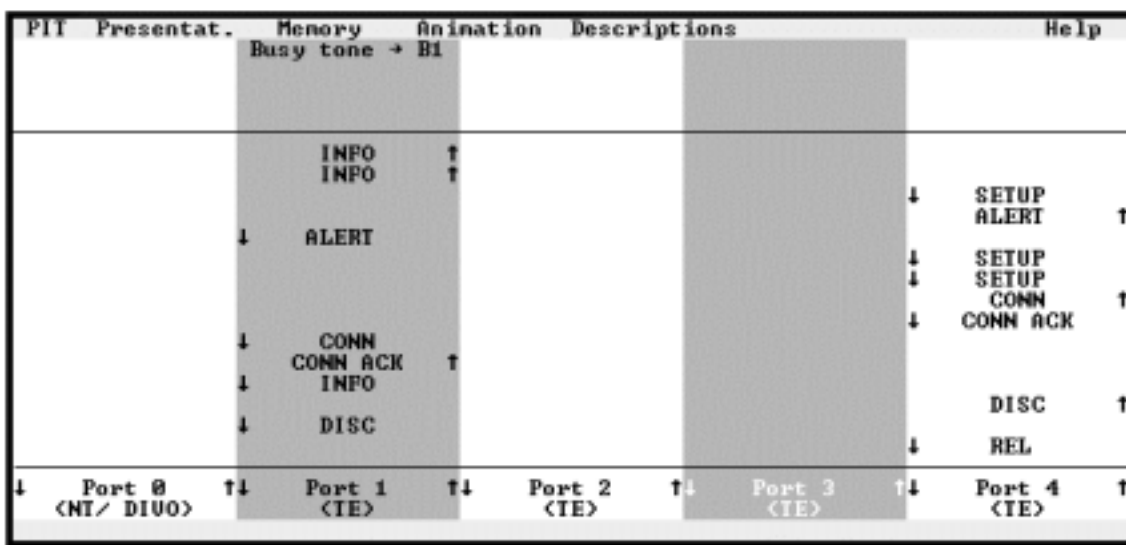 PIT Presentat. Memory Animation Descriptions Help
Busy tone → B1
INFO ↑
INFO ↑
↓ SETUP
ALERT ↑
↓ ALERT
↓ SETUP
↓ SETUP
CONN ↑
↓ CONN ACK
↓ CONN
CONN ACK ↑
↓ INFO
DISC ↑
↓ DISC
↓ REL
↓ Port 0 ↑↓ Port 1 ↑↓ Port 2 ↑↓ Port 3 ↑↓ Port 4 ↑
<NT/ DIVO> <TE> <TE> <TE> <TE>